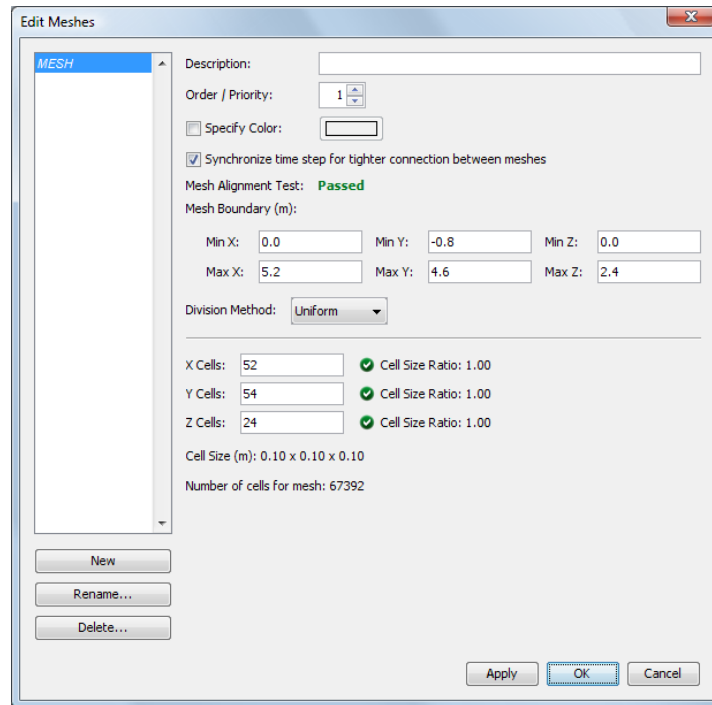 Edit Meshes
MESH
Description:
Order / Priority: 1
Specify Color:
Synchronize time step for tighter connection between meshes
Mesh Alignment Test: Passed
Mesh Boundary (m):
Min X: 0.0 Min Y: -0.8 Min Z: 0.0
Max X: 5.2 Max Y: 4.6 Max Z: 2.4
Division Method: Uniform
X Cells: 52 Cell Size Ratio: 1.00
Y Cells: 54 Cell Size Ratio: 1.00
Z Cells: 24 Cell Size Ratio: 1.00
Cell Size (m): 0.10 x 0.10 x 0.10
Number of cells for mesh: 67392
New
Rename...
Delete...
Apply OK Cancel